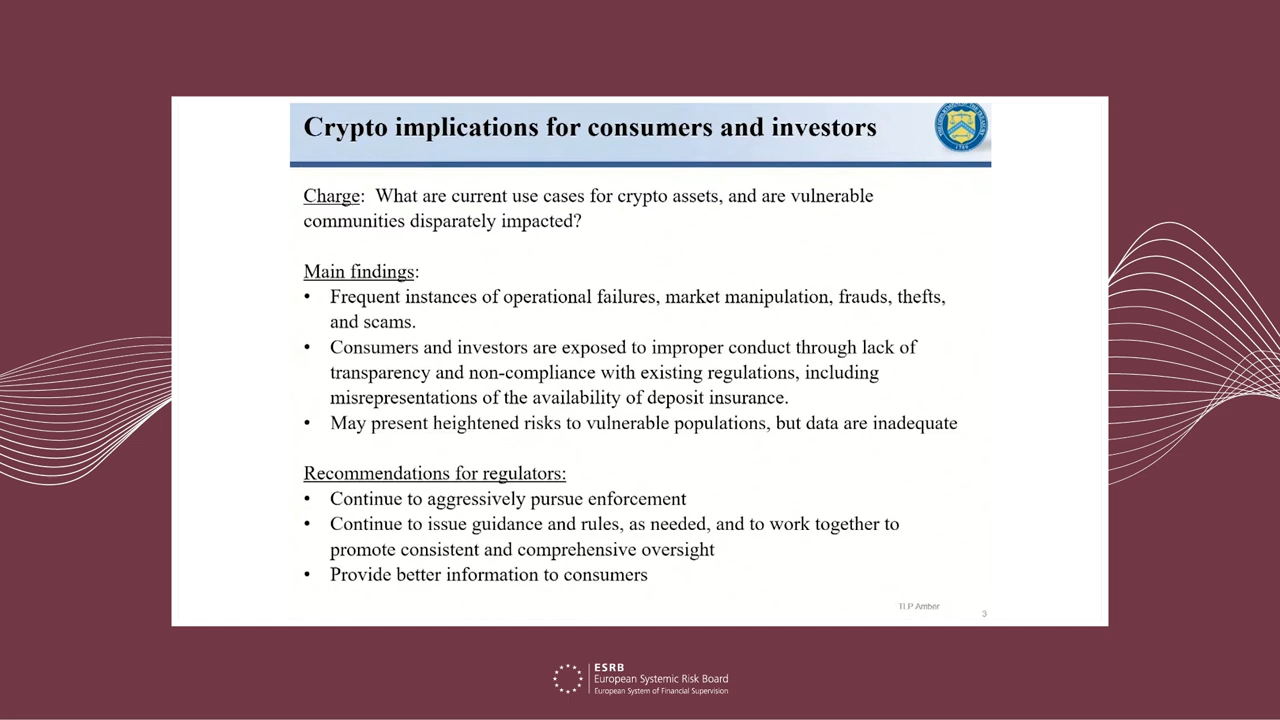 Crypto implications for consumers and investors
Charge: What are current use cases for crypto assets, and are vulnerable
communities disparately impacted?
Main findings:
• Frequent instances of operational failures, market manipulation, frauds, thefts,
and scams.
• Consumers and investors are exposed to improper conduct through lack of
transparency and non-compliance with existing regulations, including
misrepresentations of the availability of deposit insurance.
• May present heightened risks to vulnerable populations, but data are inadequate
Recommendations for regulators:
• Continue to aggressively pursue enforcement
• Continue to issue guidance and rules, as needed, and to work together to
promote consistent and comprehensive oversight
• Provide better information to consumers
TLP Amber
3
ESRB
European Systemic Risk Board
European System of Financial Supervision